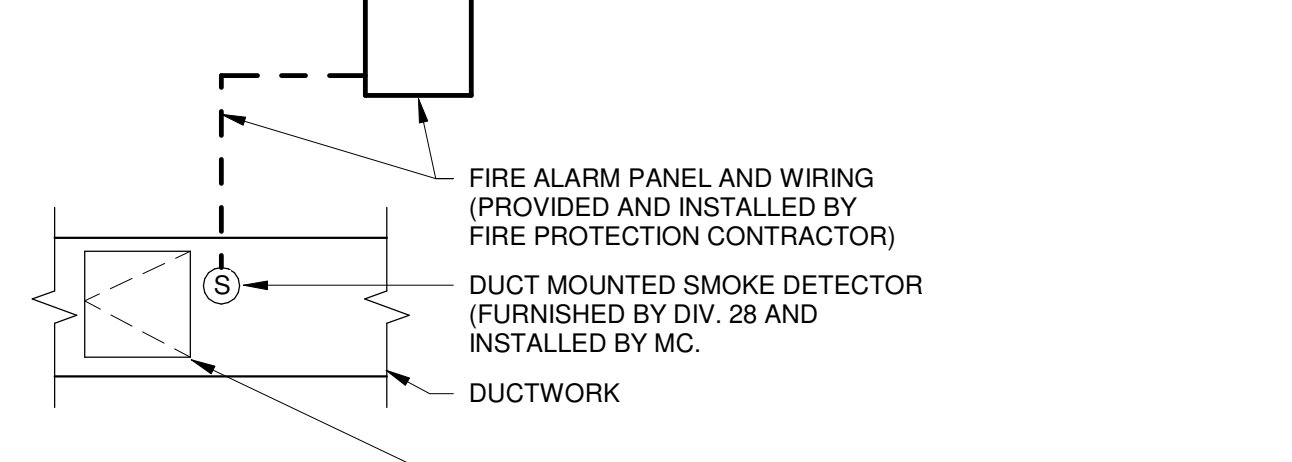 FIRE ALARM PANEL AND WIRING
(PROVIDED AND INSTALLED BY
FIRE PROTECTION CONTRACTOR)
S
DUCT MOUNTED SMOKE DETECTOR
(FURNISHED BY DIV. 28 AND
INSTALLED BY MC.
DUCTWORK